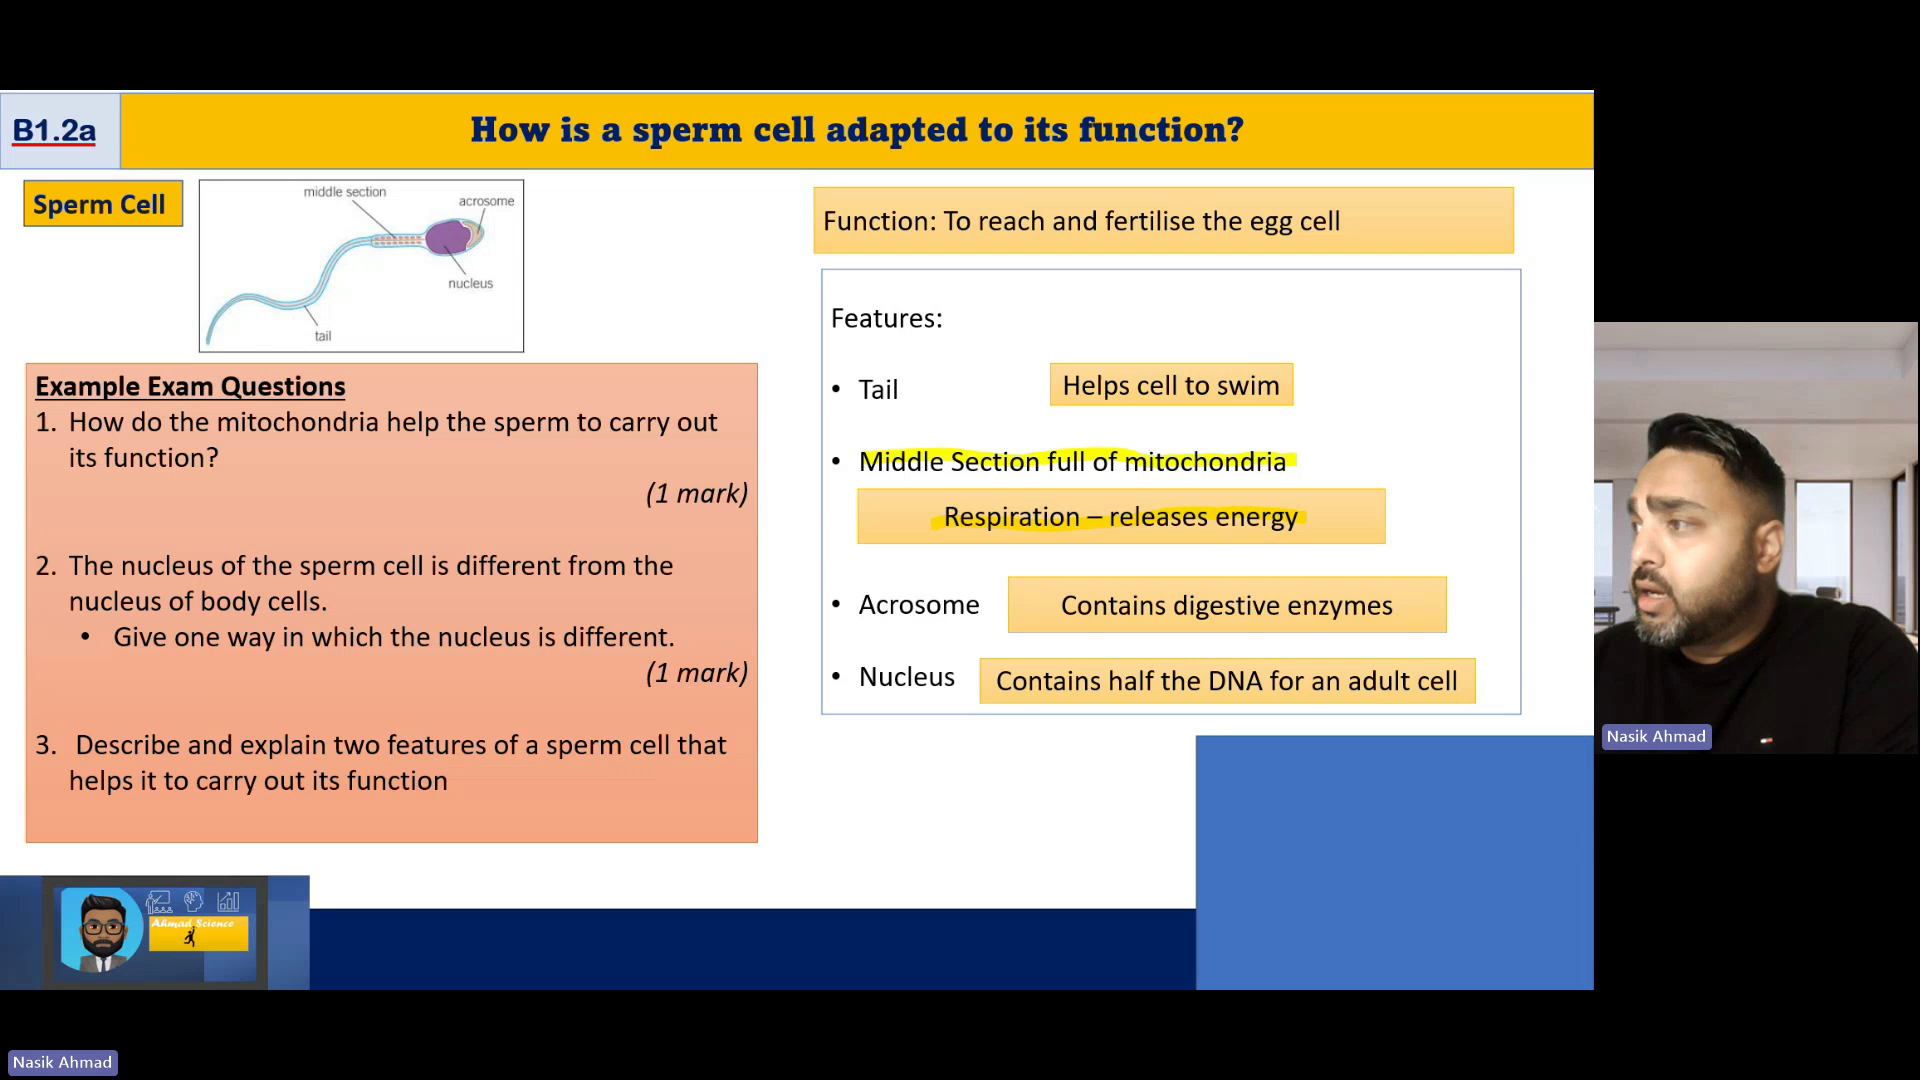 B1.2a
How is a sperm cell adapted to its function?
Sperm Cell
middle section
acrosome
nucleus
tail
Function: To reach and fertilise the egg cell
Example Exam Questions
1. How do the mitochondria help the sperm to carry out
its function?
(1 mark)
2. The nucleus of the sperm cell is different from the
nucleus of body cells.
• Give one way in which the nucleus is different.
(1 mark)
3. Describe and explain two features of a sperm cell that
helps it to carry out its function
Features:
• Tail
Helps cell to swim
• Middle Section full of mitochondria
Respiration – releases energy
• Acrosome
Contains digestive enzymes
• Nucleus
Contains half the DNA for an adult cell
Nasik Ahmad
Ahmad Science
Nasik Ahmad